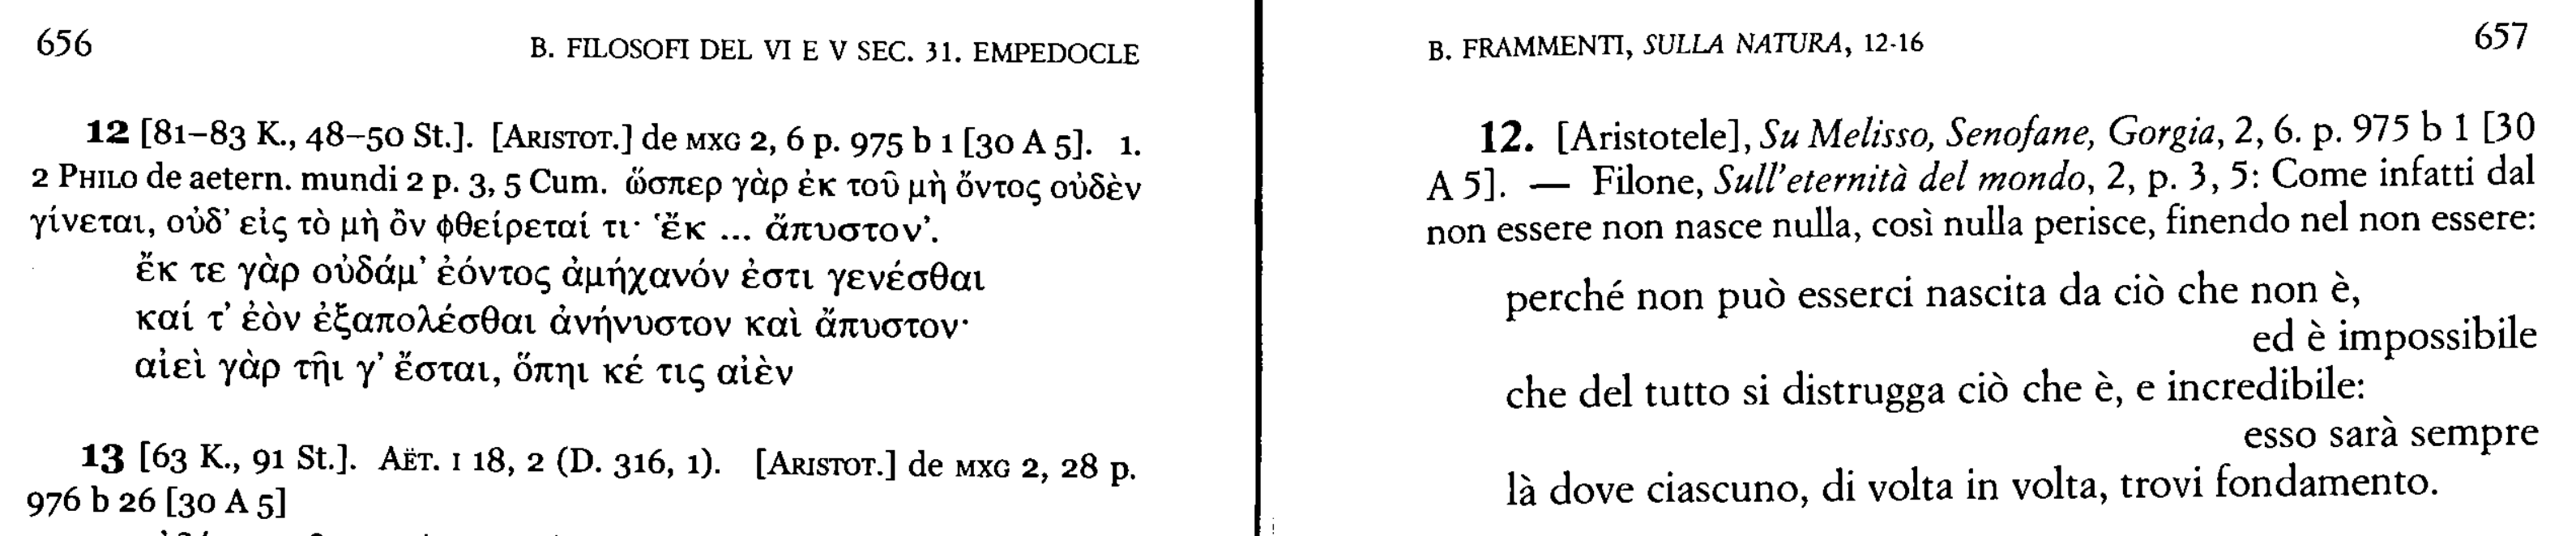 656
B. FILOSOFI DEL VI E V SEC. 31. EMPEDOCLE
12 [81–83 K., 48–50 St.]. [ARISTOT.] de MXG 2, 6 p. 975 b 1 [30 A 5]. 1.
2 PHILO de aetern. mundi 2 p. 3, 5 Cum. ὥσπερ γὰρ ἐκ τοῦ μὴ ὄντος οὐδὲν
γίνεται, οὐδ’ εἰς τὸ μὴ ὂν φθείρεταί τι· ‘ἔκ ... ἄπυστον’.
ἔκ τε γὰρ οὐδάμ’ ἐόντος ἀμήχανόν ἐστι γενέσθαι
καί τ’ ἐὸν ἐξαπολέσθαι ἀνήνυστον καὶ ἄπυστον·
αἰεὶ γὰρ τῆι γ’ ἔσται, ὅπηι κέ τις αἰὲν
13 [63 K., 91 St.]. AËT. I 18, 2 (D. 316, 1). [ARISTOT.] de MXG 2, 28 p.
976 b 26 [30 A 5]
B. FRAMMENTI, SULLA NATURA, 12-16
657
12. [Aristotele], Su Melisso, Senofane, Gorgia, 2, 6. p. 975 b 1 [30
A 5]. — Filone, Sull’eternità del mondo, 2, p. 3, 5: Come infatti dal
non essere non nasce nulla, così nulla perisce, finendo nel non essere:
perché non può esserci nascita da ciò che non è,
ed è impossibile
che del tutto si distrugga ciò che è, e incredibile:
esso sarà sempre
là dove ciascuno, di volta in volta, trovi fondamento.